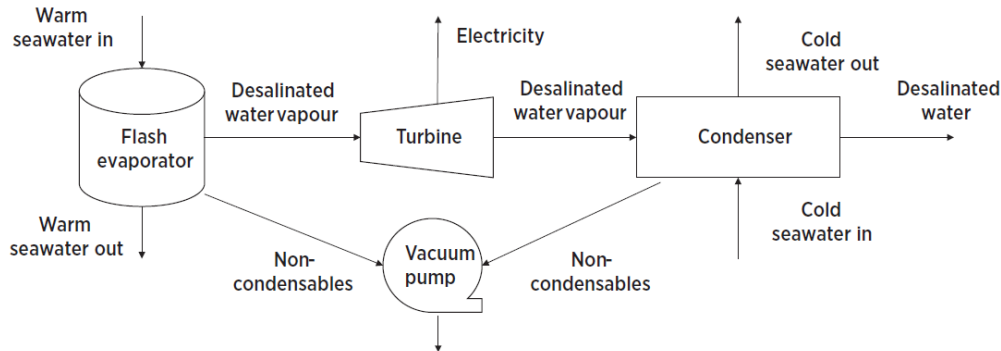 Warm
seawater in
Flash
evaporator
Warm
seawater out
Desalinated
water vapour
Electricity
Turbine
Desalinated
water vapour
Cold
seawater out
Condenser
Desalinated
water
Cold
seawater in
Non-
condensables
Vacuum
pump
Non-
condensables